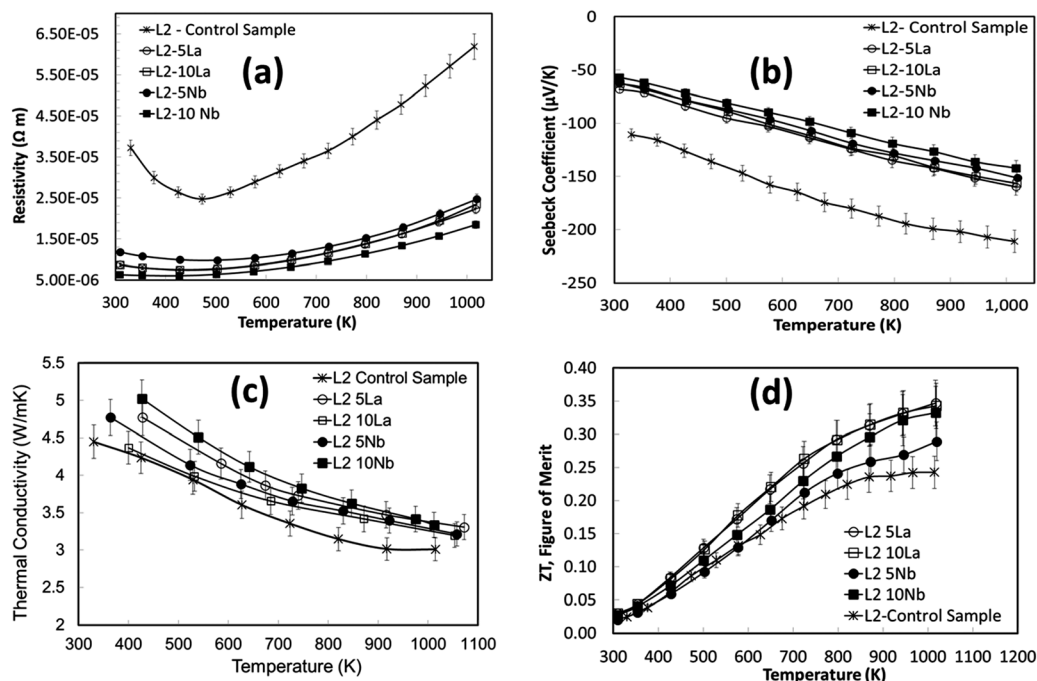 6.50E-05
5.50E-05
4.50E-05
3.50E-05
2.50E-05
1.50E-05
5.00E-06
Resistivity (Ω m)
L2 - Control Sample
L2-5La
L2-10La
L2-5Nb
L2-10 Nb
(a)
300 400 500 600 700 800 900 1000
Temperature (K)
0
-50
-100
-150
-200
-250
Seebeck Coefficient (µV/K)
L2- Control Sample
L2-5La
L2-10La
L2-5Nb
L2-10 Nb
(b)
300 400 500 600 700 800 900 1,000
Temperature (K)
5.5
5
4.5
4
3.5
3
2.5
2
Thermal Conductivity (W/mK)
(c)
L2 Control Sample
L2 5La
L2 10La
L2 5Nb
L2 10Nb
300 400 500 600 700 800 900 1000 1100
Temperature (K)
0.40
0.35
0.30
0.25
0.20
0.15
0.10
0.05
0.00
ZT, Figure of Merit
(d)
L2 5La
L2 10La
L2 5Nb
L2 10Nb
L2-Control Sample
300 400 500 600 700 800 900 1000 1100 1200
Temperature (K)